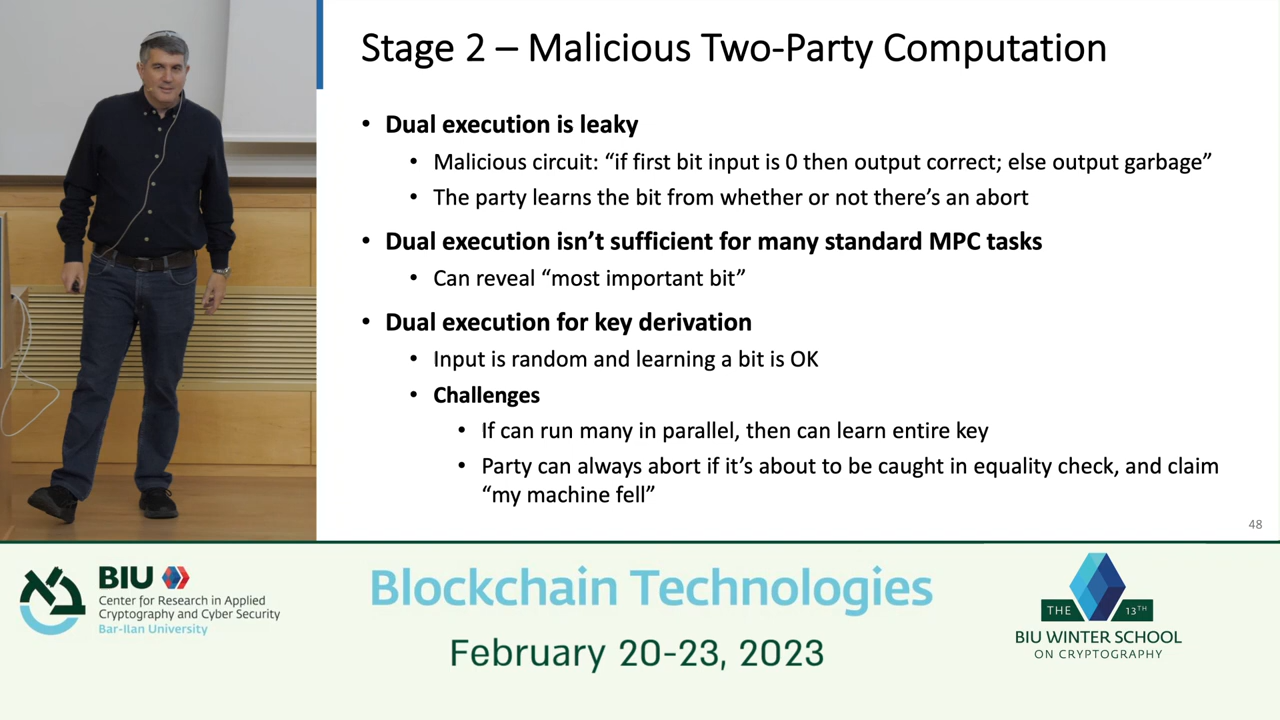 Stage 2 – Malicious Two-Party Computation
• Dual execution is leaky
• Malicious circuit: “if first bit input is 0 then output correct; else output garbage”
• The party learns the bit from whether or not there’s an abort
• Dual execution isn’t sufficient for many standard MPC tasks
• Can reveal “most important bit”
• Dual execution for key derivation
• Input is random and learning a bit is OK
• Challenges
• If can run many in parallel, then can learn entire key
• Party can always abort if it’s about to be caught in equality check, and claim
“my machine fell”
48
BIU
Center for Research in Applied
Cryptography and Cyber Security
Bar-Ilan University
Blockchain Technologies
February 20-23, 2023
THE 13TH
BIU WINTER SCHOOL
ON CRYPTOGRAPHY